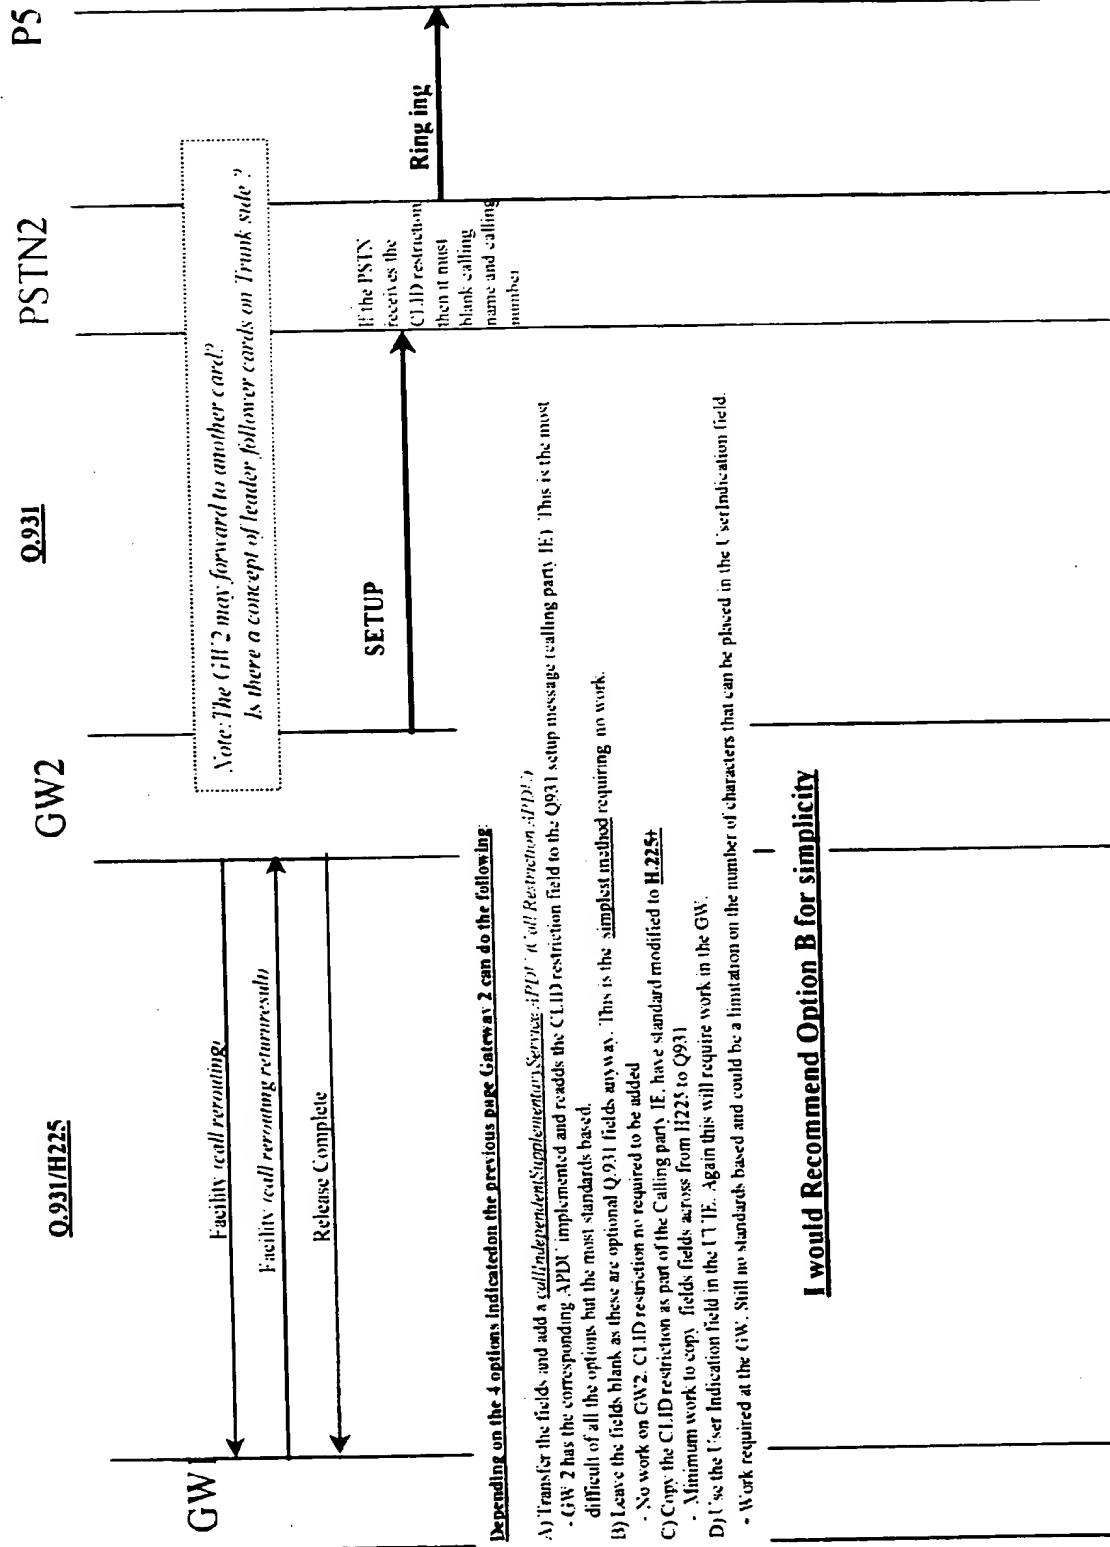 GW
GW2
PSTN2
P5
Q.931/H225
Q.931
Note: The GW2 may forward to another card.
Is there a concept of leader follower cards on Trunk side ?
Facility (call rerouting)
Facility (call rerouting returnresult)
Release Complete
SETUP
If the PSTN
receives the
CLID restriction
then it must
blank calling
name and calling
number
Ring ing
Depending on the 4 options indicatedon the previous page Gateway 2 can do the following:
A) Transfer the fields and add a callIndependentSupplementaryService APDU (Call Restriction APDU)
- GW 2 has the corresponding APDU implemented and readds the CLID restriction field to the Q931 setup message (calling party IE) This is the most
difficult of all the options but the most standards based.
B) Leave the fields blank as these are optional Q.931 fields anyway. This is the simplest method requiring no work.
- No work on GW2. CLID restriction no required to be added
C) Copy the CLID restriction as part of the Calling party IE, have standard modified to H.225+
- Minimum work to copy fields across from H225 to Q931
D) Use the User Indication field in the UUIE. Again this will require work in the GW.
- Work required at the GW. Still no standards based and could be a limitation on the number of characters that can be placed in the UserIndication field.
I would Recommend Option B for simplicity